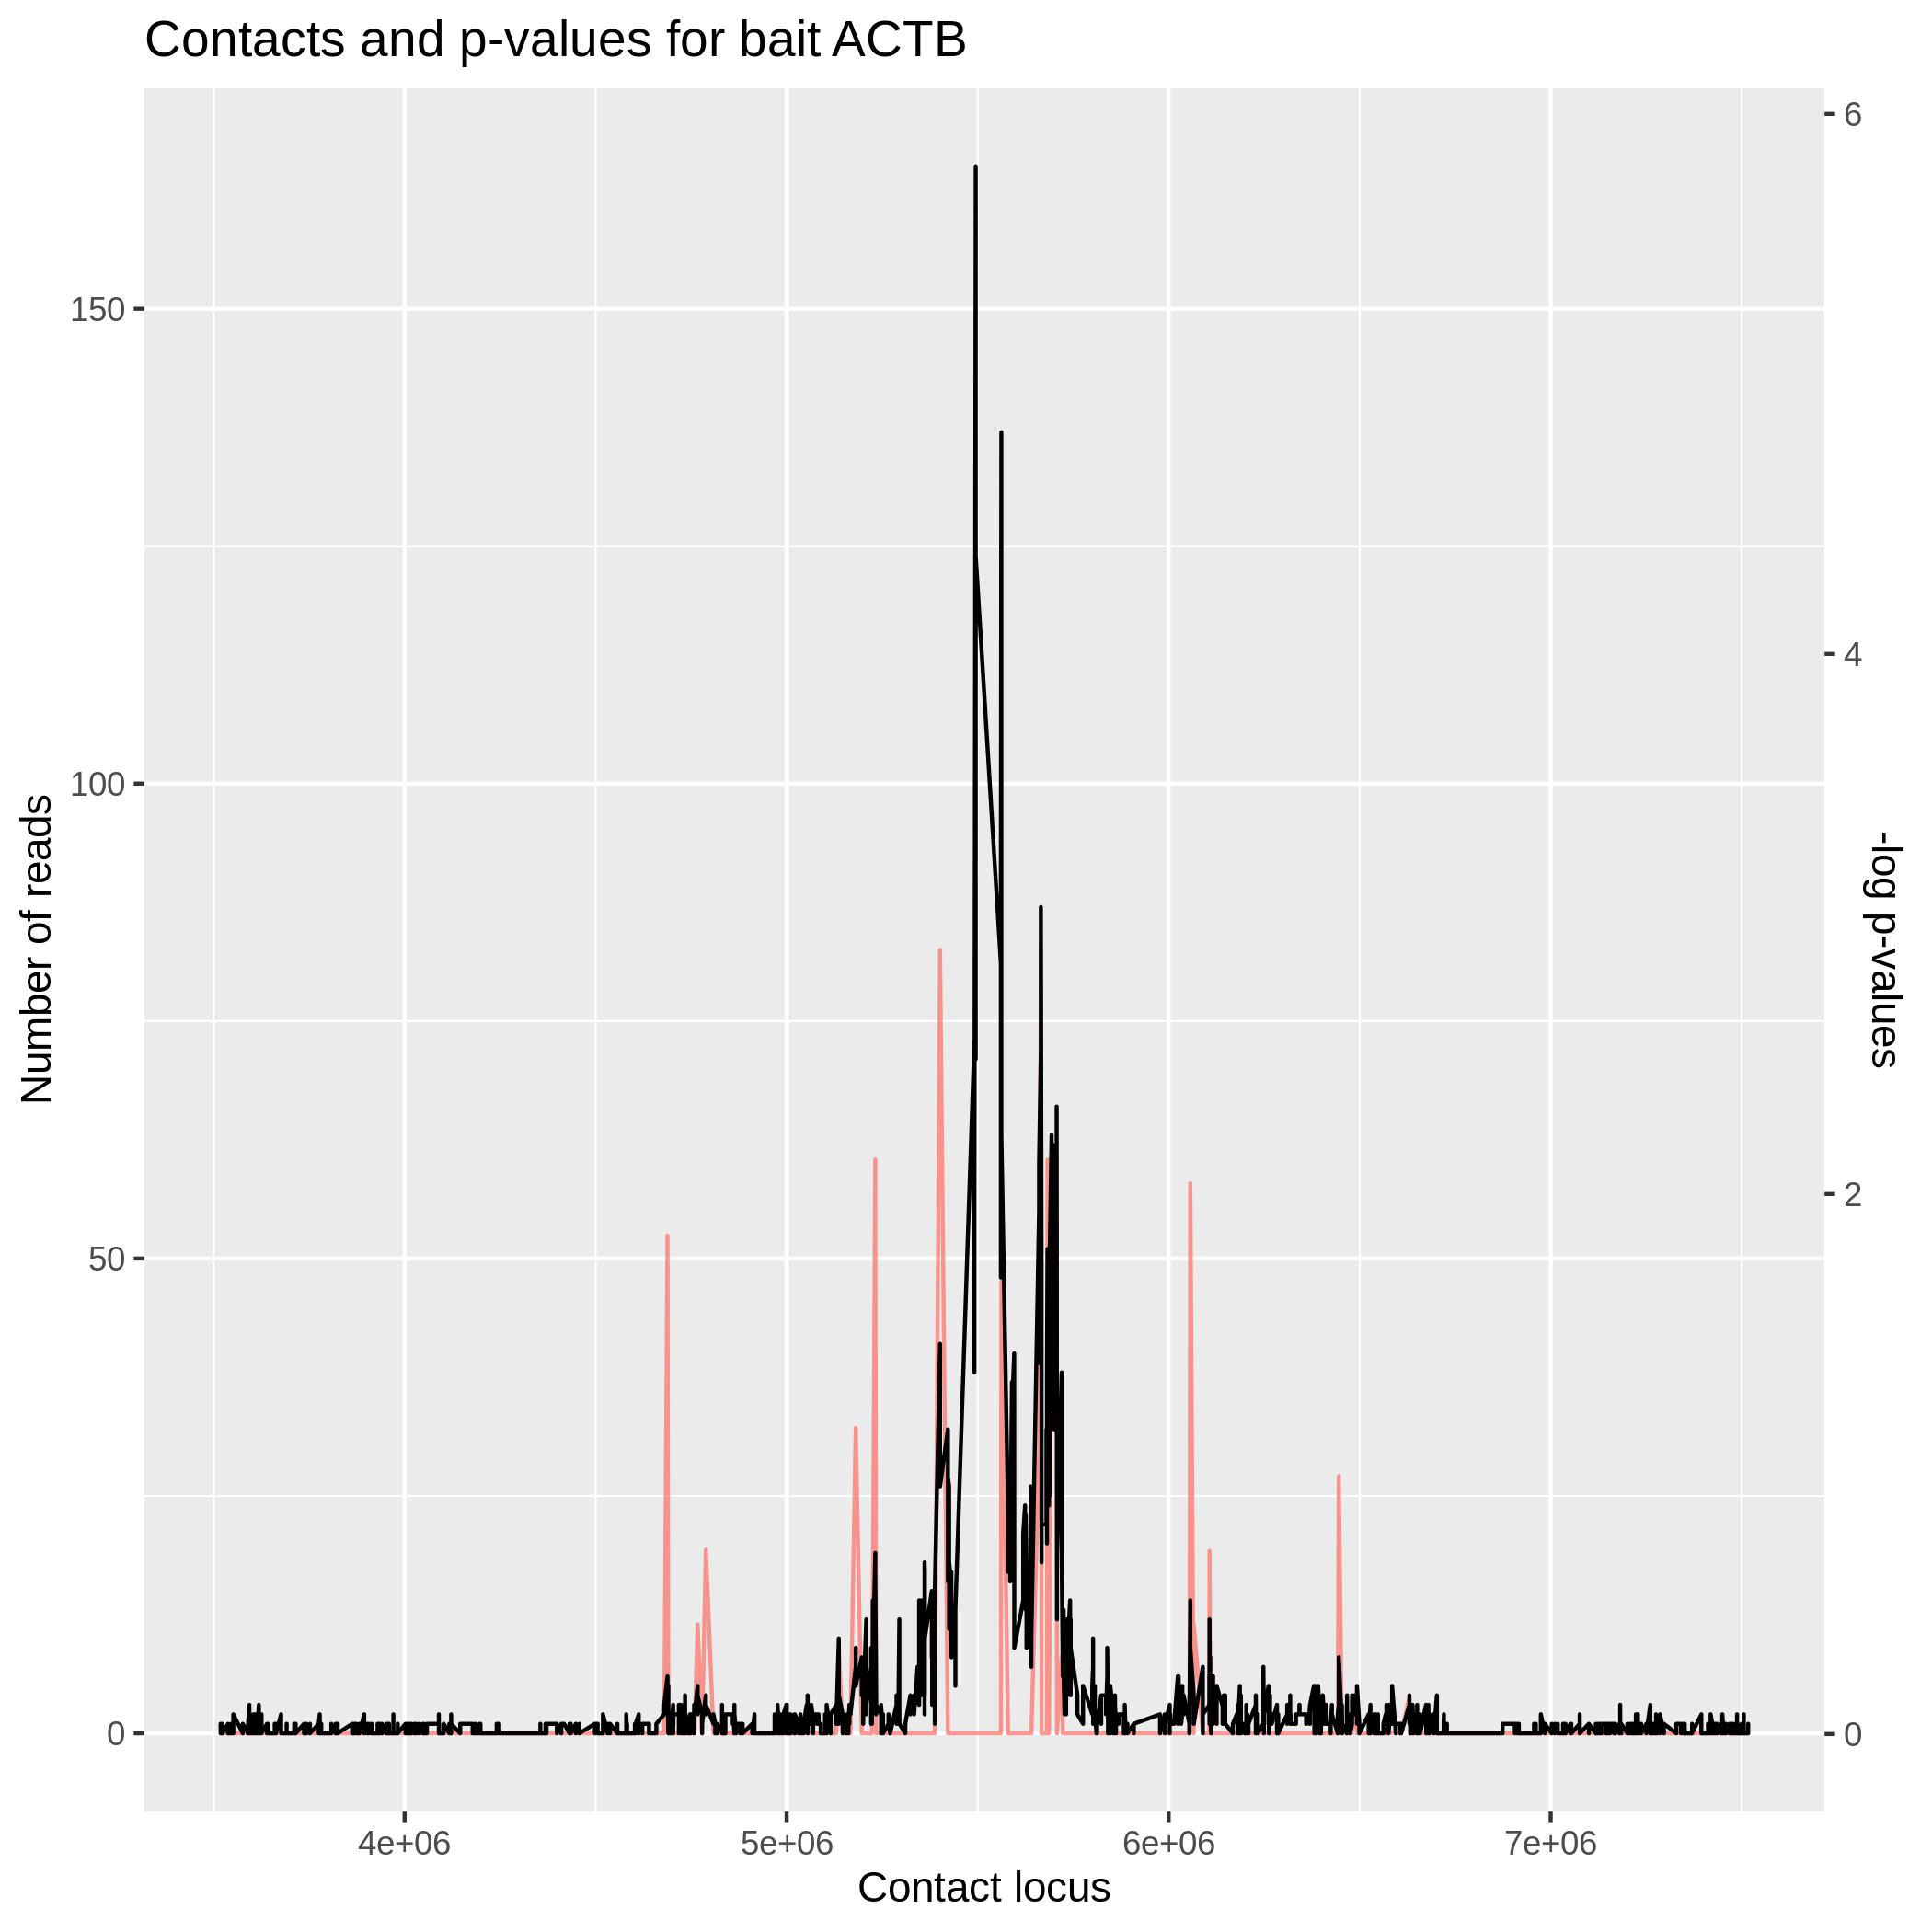 Contacts and p-values for bait ACTB
Number of reads
150
100
50
0
6
4
2
0
-log p-values
4e+06
5e+06
6e+06
7e+06
Contact locus